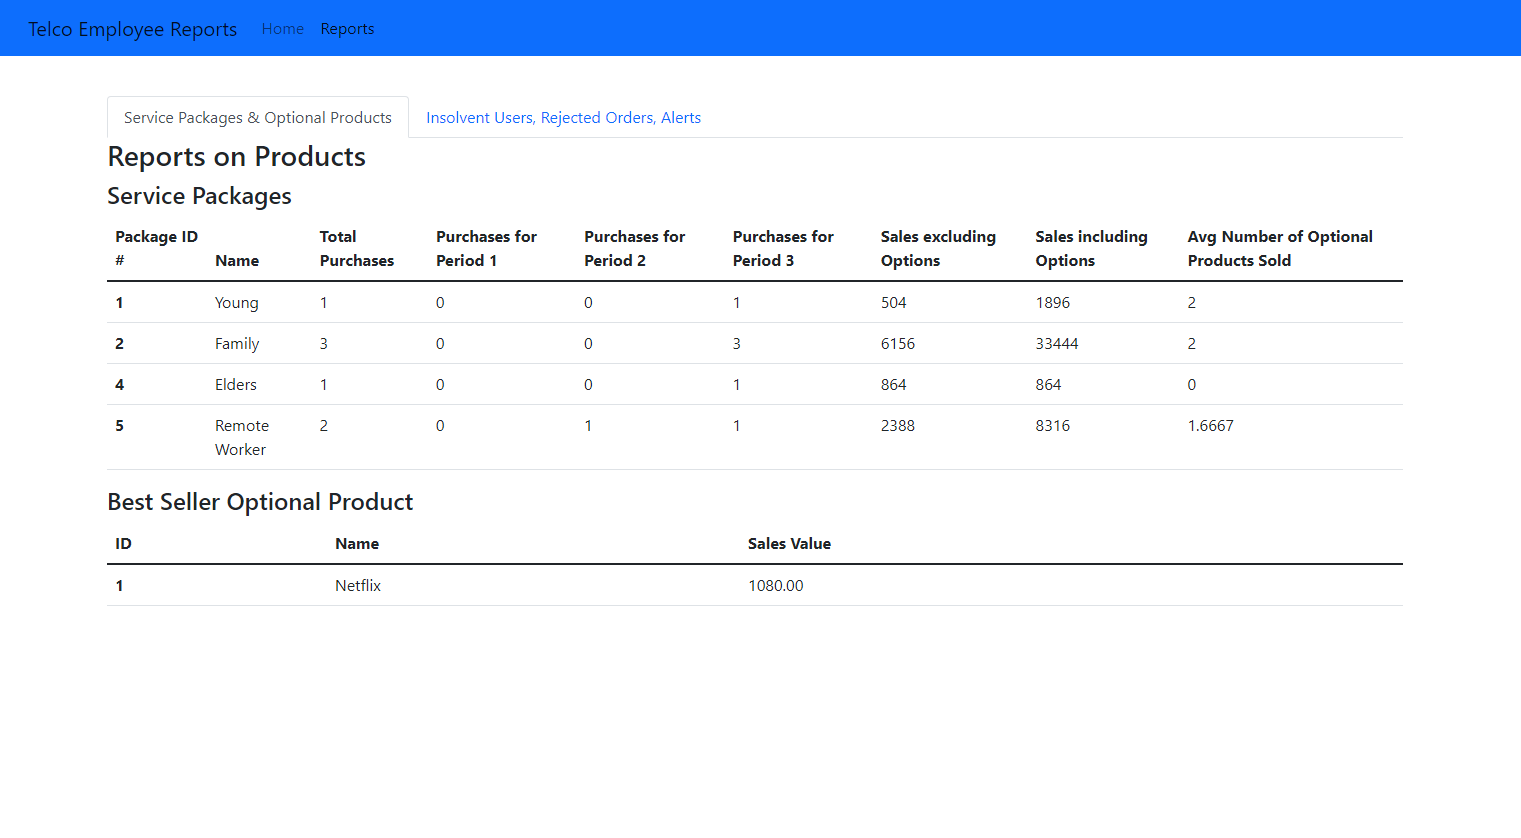 Telco Employee Reports Home Reports
Service Packages & Optional Products Insolvent Users, Rejected Orders, Alerts
Reports on Products
Service Packages
Package ID # Name Total Purchases Purchases for Period 1 Purchases for Period 2 Purchases for Period 3 Sales excluding Options Sales including Options Avg Number of Optional Products Sold
1 Young 1 0 0 1 504 1896 2
2 Family 3 0 0 3 6156 33444 2
4 Elders 1 0 0 1 864 864 0
5 Remote Worker 2 0 1 1 2388 8316 1.6667
Best Seller Optional Product
ID Name Sales Value
1 Netflix 1080.00